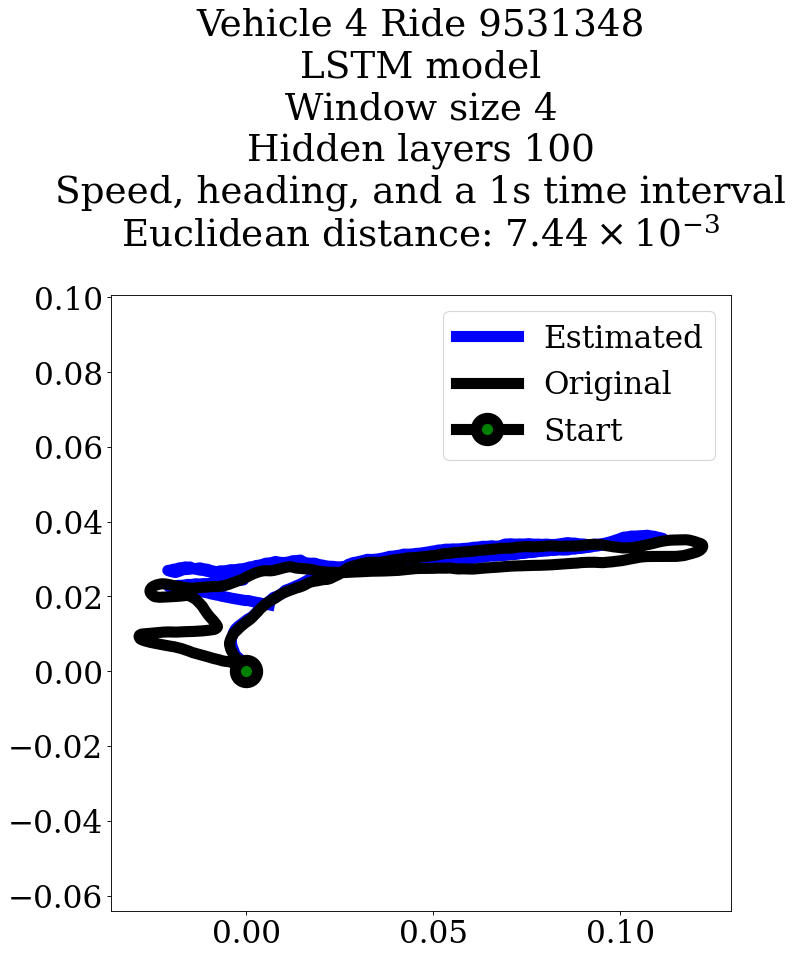 Vehicle 4 Ride 9531348
LSTM model
Window size 4
Hidden layers 100
Speed, heading, and a 1s time interval
Euclidean distance: 7.44 × 10⁻³
0.10
0.08
0.06
0.04
0.02
0.00
−0.02
−0.04
−0.06
Estimated
Original
Start
0.00 0.05 0.10